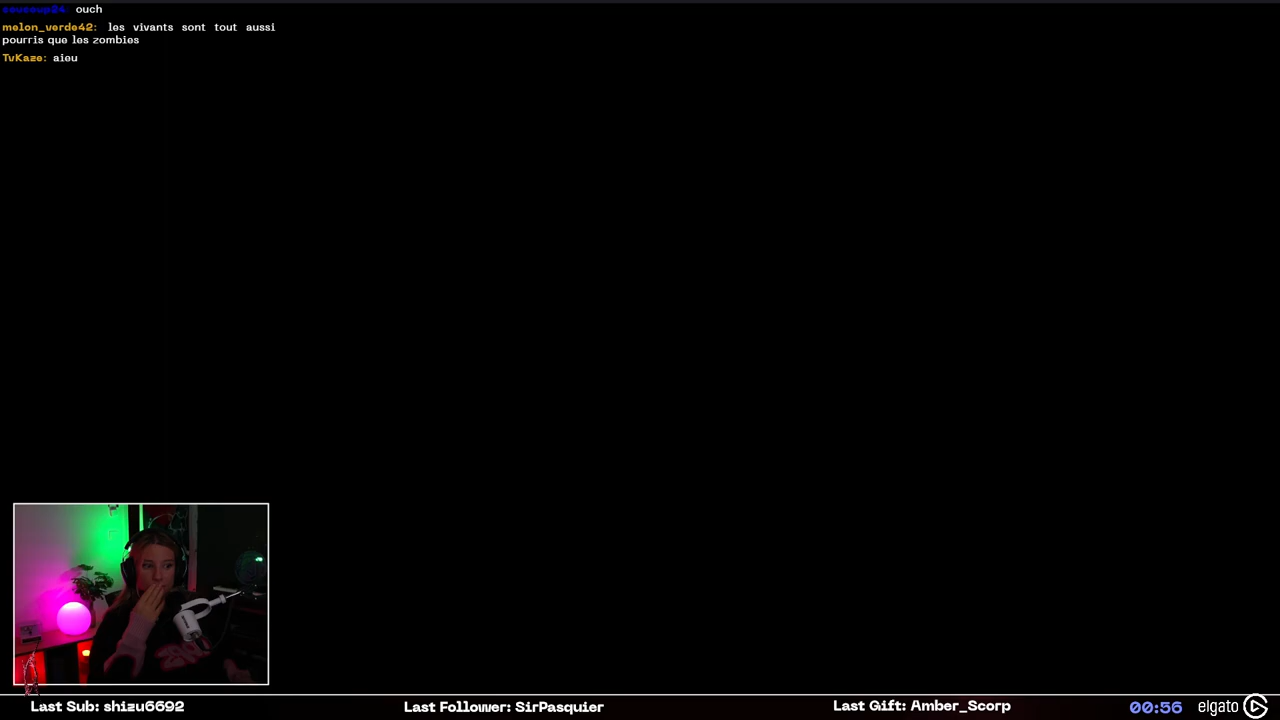 ouch
melon_verde42: les vivants sont tout aussi
pourris que les zombies
TvKaze: aieu
Last Sub: shizu6692
Last Follower: SirPasquier
Last Gift: Amber_Scorp
00:56
elgato